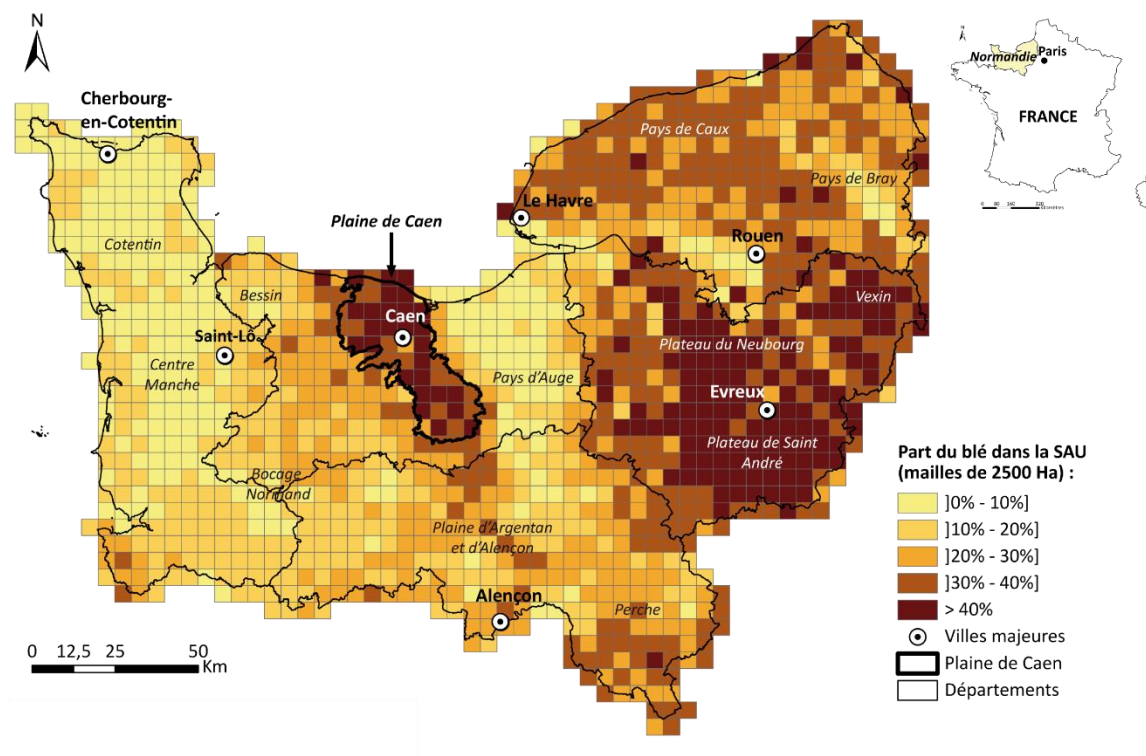 N
Cherbourg-
en-Cotentin
Cotentin
Plaine de Caen
Bessin
Saint-Lô
Centre
Manche
Caen
Bocage
Normand
Pays d'Auge
Plaine d'Argentan
et d'Alençon
Alençon
Perche
Le Havre
Pays de Caux
Pays de Bray
Rouen
Vexin
Plateau du Neubourg
Evreux
Plateau de Saint
André
0 12,5 25 50
Km
Normandie
Paris
FRANCE
Part du blé dans la SAU
(mailles de 2500 Ha) :
]0% - 10%]
]10% - 20%]
]20% - 30%]
]30% - 40%]
> 40%
Villes majeures
Plaine de Caen
Départements